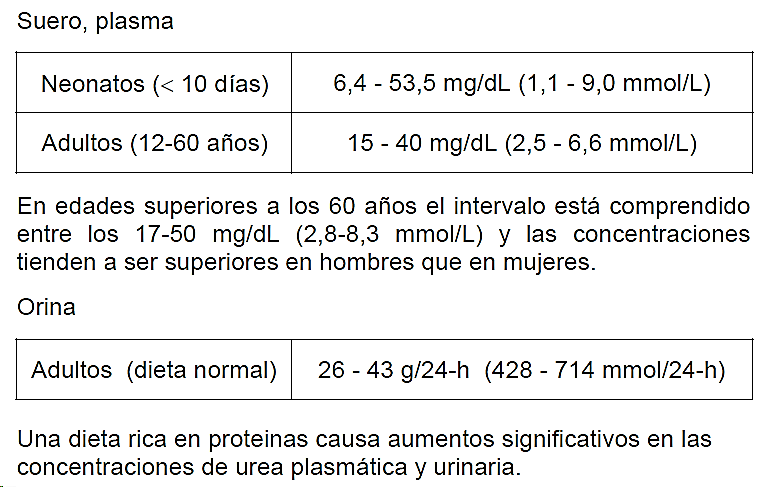 Suero, plasma
Neonatos (< 10 días) 6,4 - 53,5 mg/dL (1,1 - 9,0 mmol/L)
Adultos (12-60 años) 15 - 40 mg/dL (2,5 - 6,6 mmol/L)
En edades superiores a los 60 años el intervalo está comprendido
entre los 17-50 mg/dL (2,8-8,3 mmol/L) y las concentraciones
tienden a ser superiores en hombres que en mujeres.
Orina
Adultos (dieta normal) 26 - 43 g/24-h (428 - 714 mmol/24-h)
Una dieta rica en proteinas causa aumentos significativos en las
concentraciones de urea plasmática y urinaria.